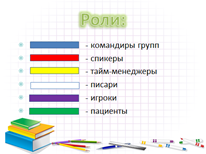 Роли:
- командиры групп
- спикеры
- тайм-менеджеры
- писари
- игроки
- пациенты